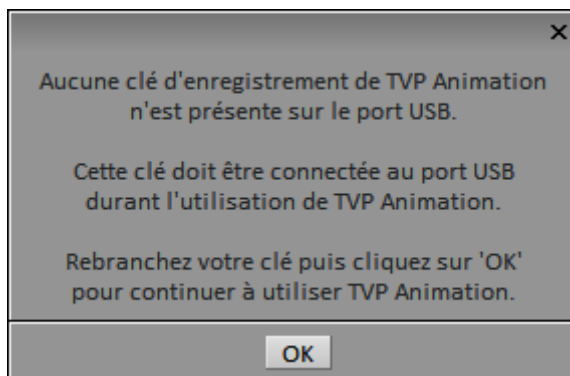 Aucune clé d'enregistrement de TVP Animation
n'est présente sur le port USB.
Cette clé doit être connectée au port USB
durant l'utilisation de TVP Animation.
Rebranchez votre clé puis cliquez sur 'OK'
pour continuer à utiliser TVP Animation.
OK